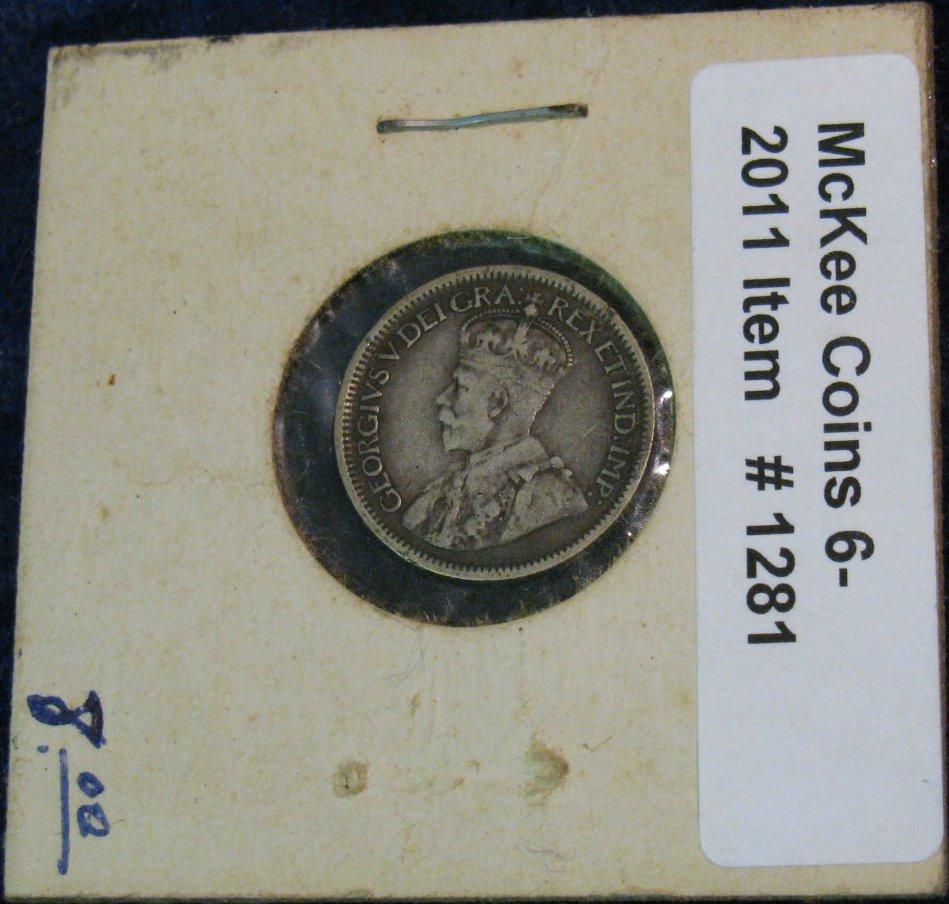 McKee Coins 6-
2011 Item # 1281
GEORGIVS V DEI GRA: REX ET IND.IMP:
8.00